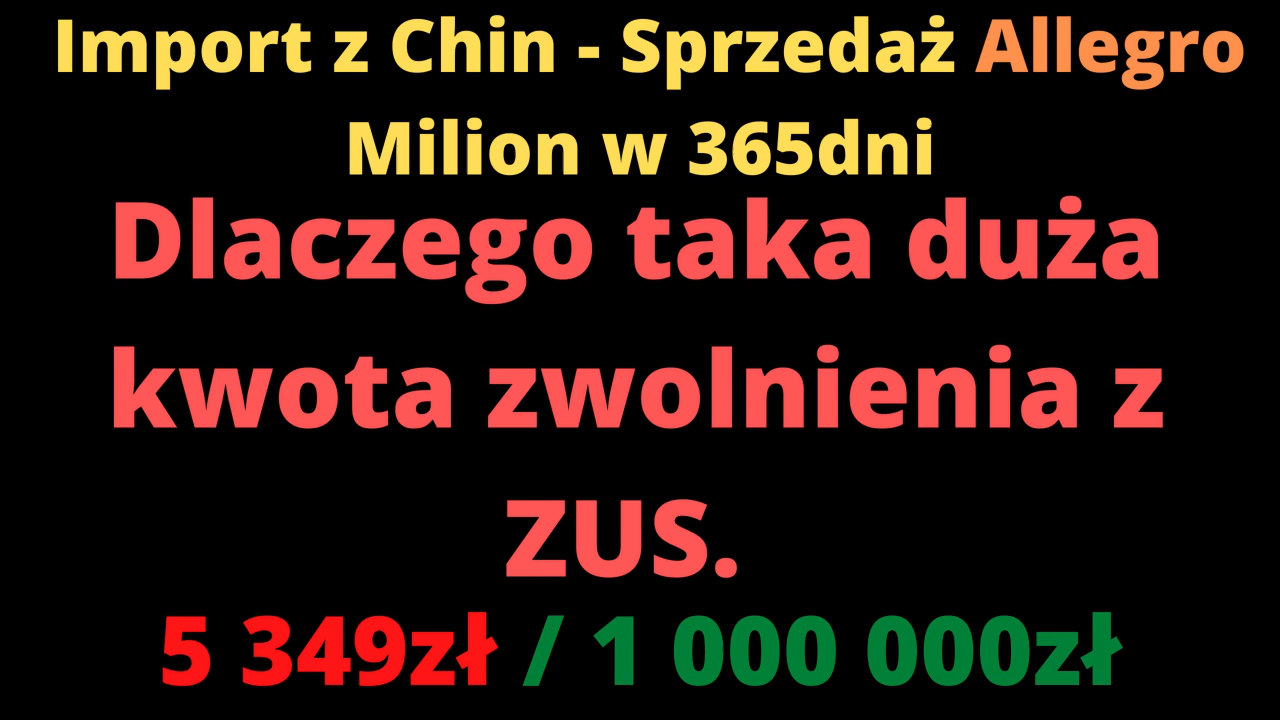 Import z Chin - Sprzedaż Allegro
Milion w 365dni
Dlaczego taka duża
kwota zwolnienia z
ZUS.
5 349zł / 1 000 000zł